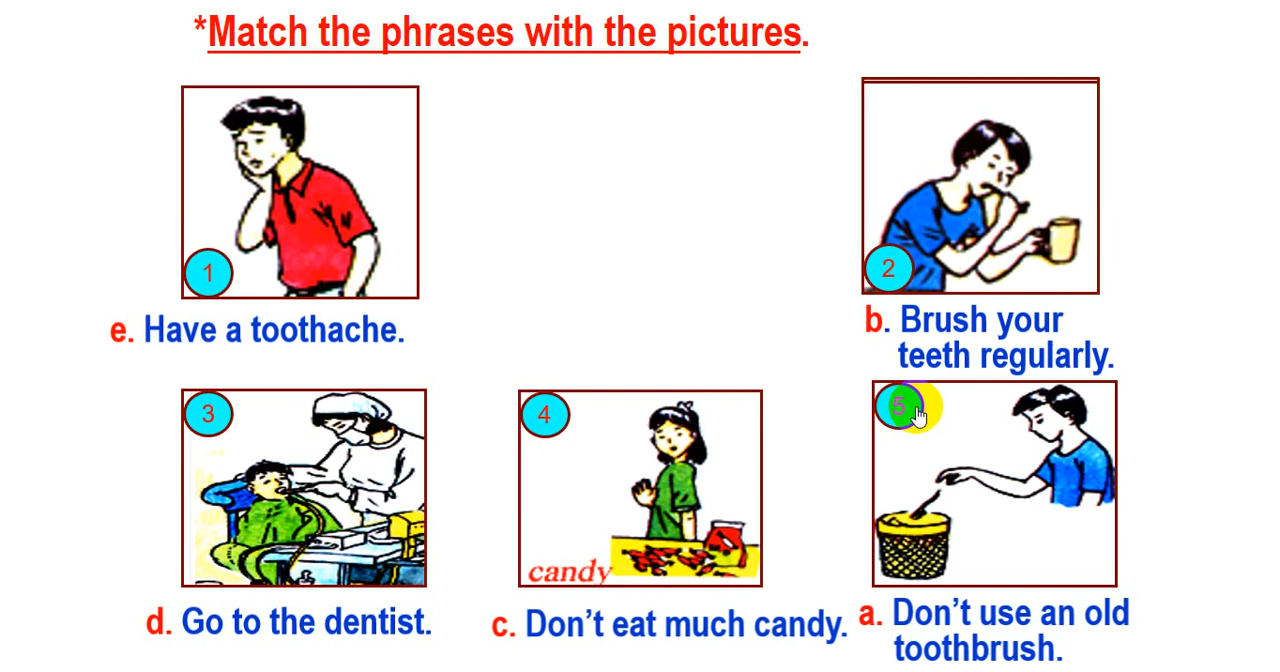 *Match the phrases with the pictures.
1
2
e. Have a toothache.
b. Brush your
teeth regularly.
3
4
5
candy
d. Go to the dentist.
c. Don’t eat much candy.
a. Don’t use an old
toothbrush.